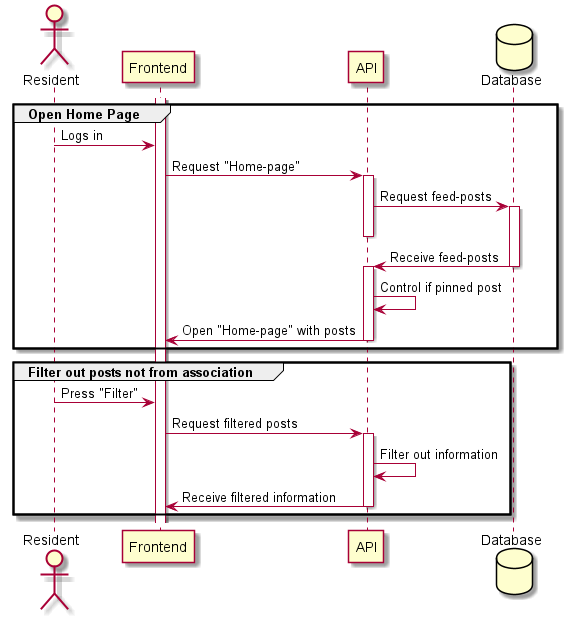 Resident
Frontend
API
Database
Open Home Page
Logs in
Request "Home-page"
Request feed-posts
Receive feed-posts
Control if pinned post
Open "Home-page" with posts
Filter out posts not from association
Press "Filter"
Request filtered posts
Filter out information
Receive filtered information
Resident
Frontend
API
Database